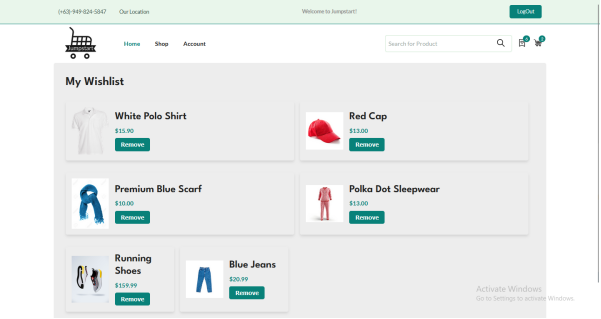 (+63)-949-824-5847 Our Location Welcome to Jumpstart! LogOut
Jumpstart
Home Shop Account Search for Product
My Wishlist
White Polo Shirt
$15.90
Remove
Red Cap
$13.00
Remove
Premium Blue Scarf
$10.00
Remove
Polka Dot Sleepwear
$13.00
Remove
Running
Shoes
$159.99
Remove
Blue Jeans
$20.99
Remove
Activate Windows
Go to Settings to activate Windows.